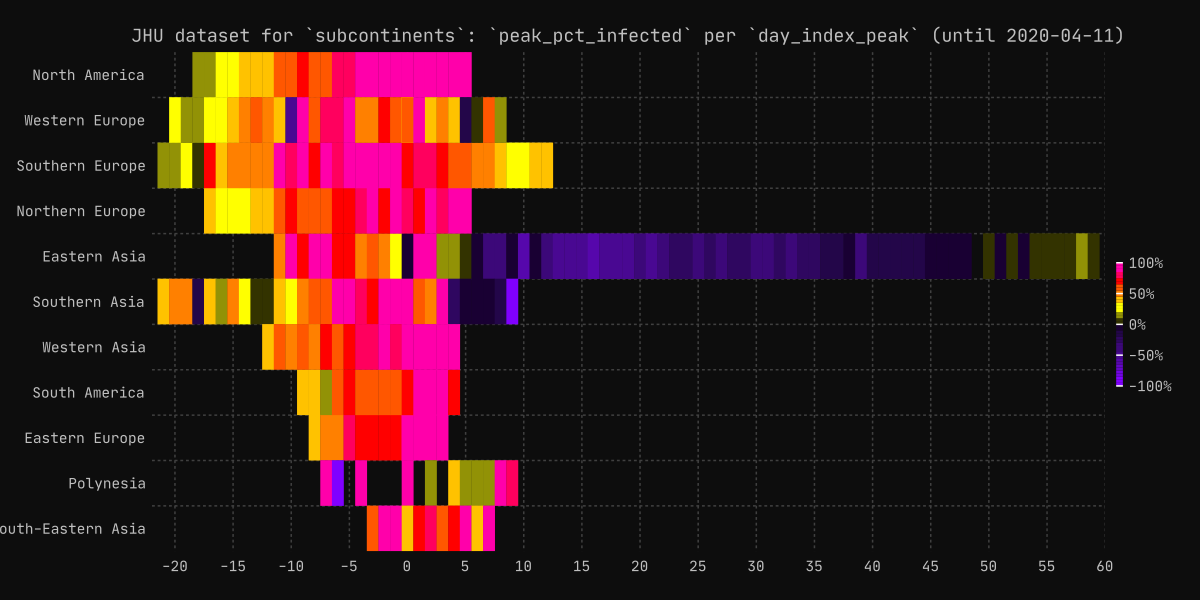 JHU dataset for `subcontinents`: `peak_pct_infected` per `day_index_peak` (until 2020-04-11)
North America
Western Europe
Southern Europe
Northern Europe
Eastern Asia
Southern Asia
Western Asia
South America
Eastern Europe
Polynesia
outh-Eastern Asia
-20 -15 -10 -5 0 5 10 15 20 25 30 35 40 45 50 55 60
100%
50%
0%
-50%
-100%